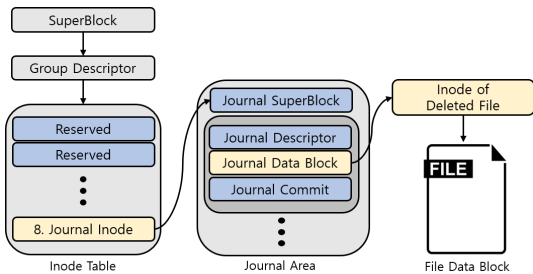 SuperBlock
Group Descriptor
Reserved
Reserved
8. Journal Inode
Inode Table
Journal SuperBlock
Journal Descriptor
Journal Data Block
Journal Commit
Journal Area
Inode of
Deleted File
FILE
File Data Block